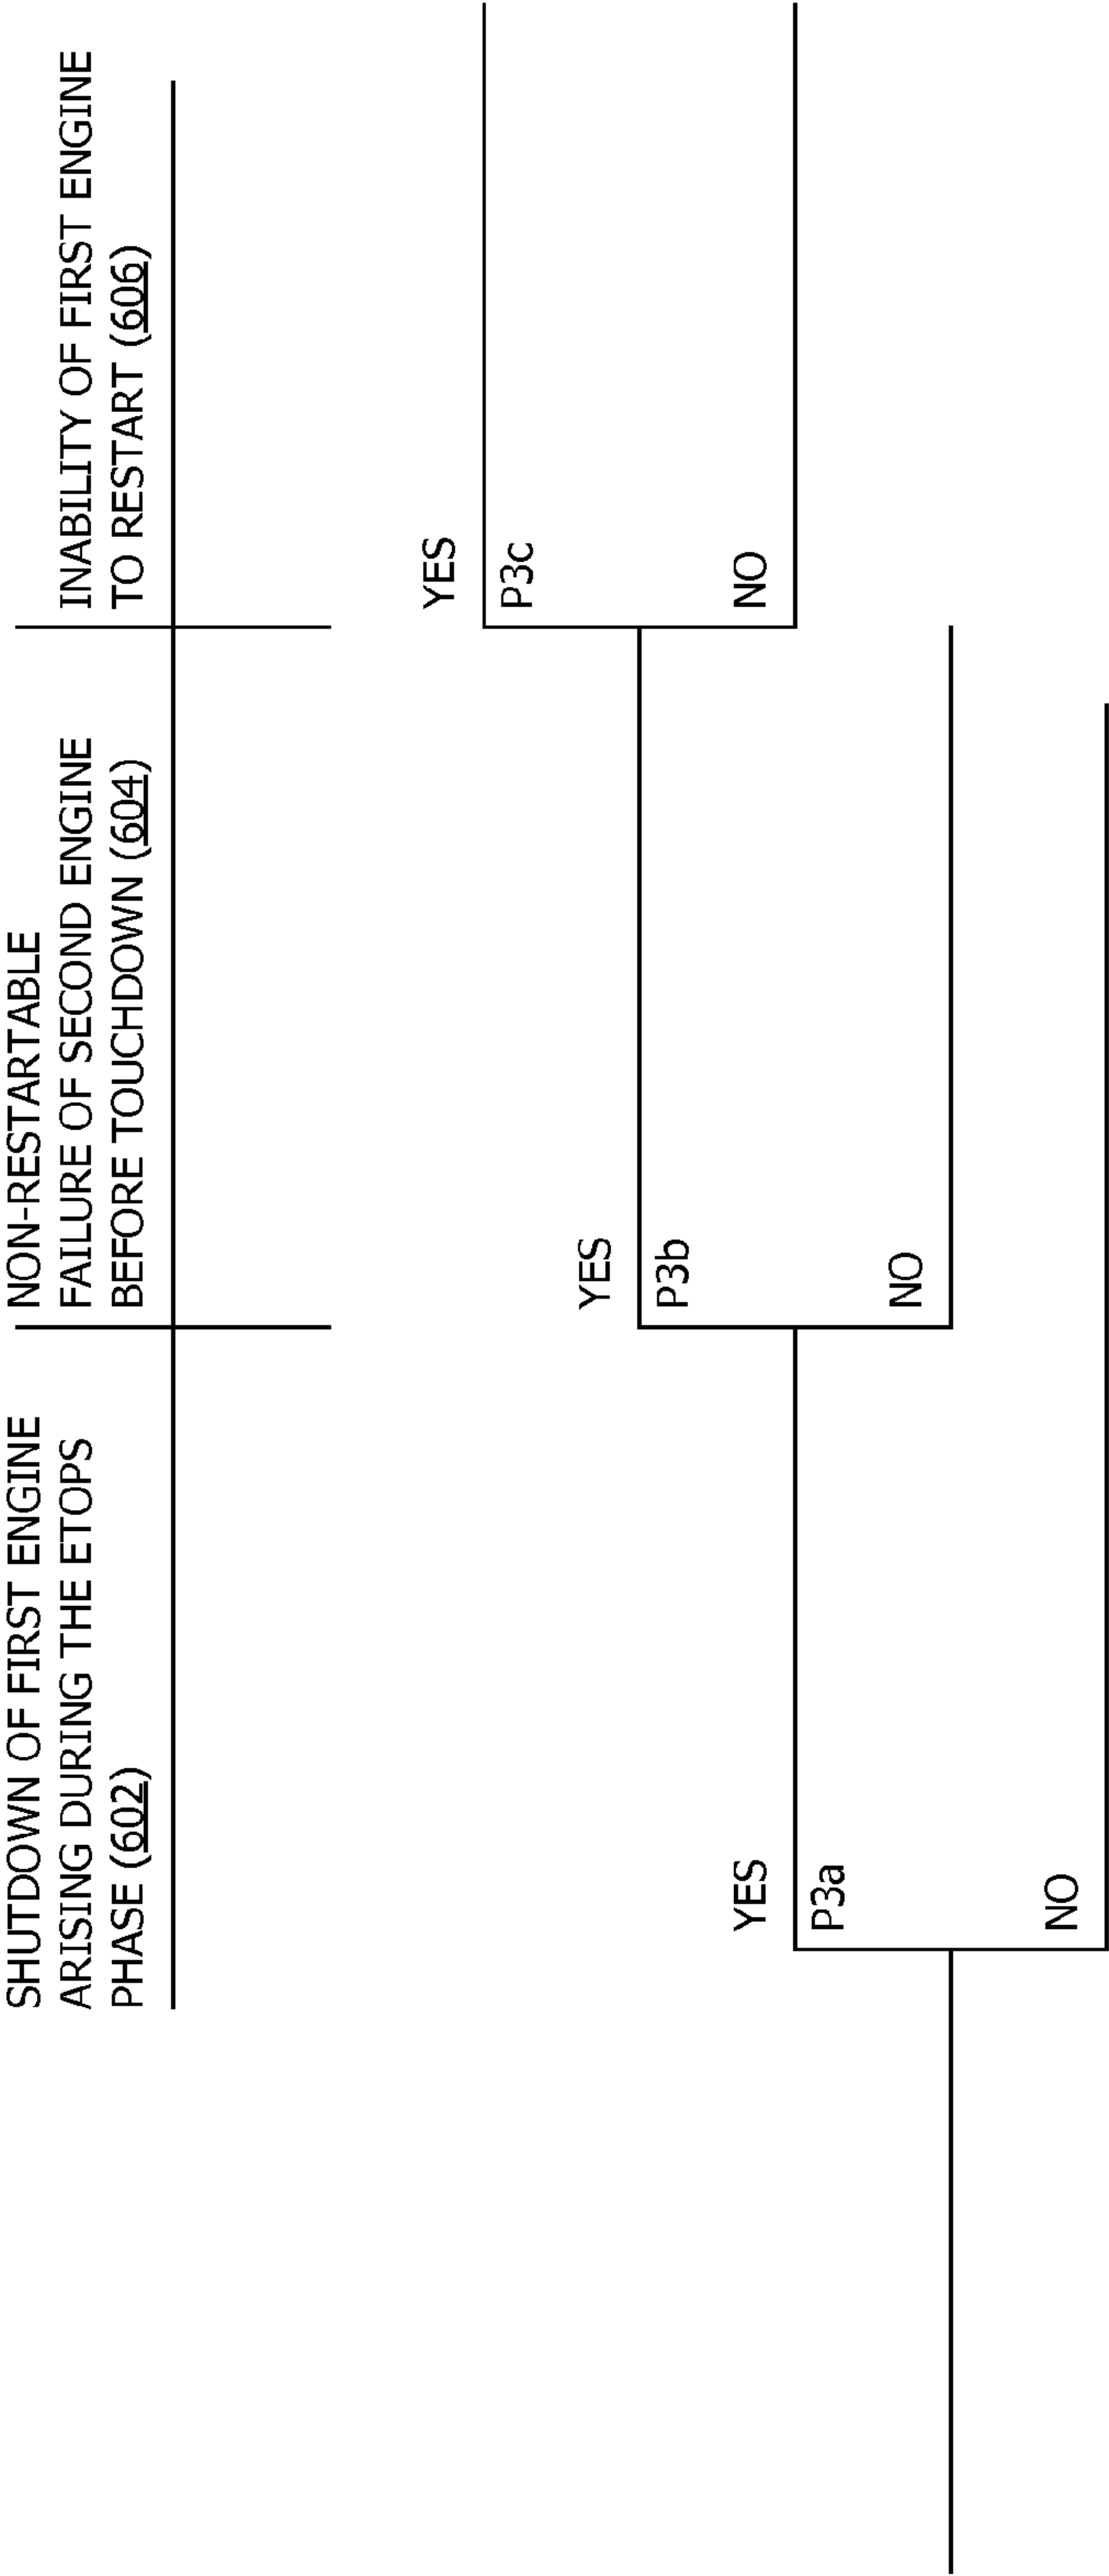 SHUTDOWN OF FIRST ENGINE
ARISING DURING THE ETOPS
PHASE (602)
NON-RESTARTABLE
FAILURE OF SECOND ENGINE
BEFORE TOUCHDOWN (604)
INABILITY OF FIRST ENGINE
TO RESTART (606)
YES
P3a
NO
YES
P3b
NO
YES
P3c
NO